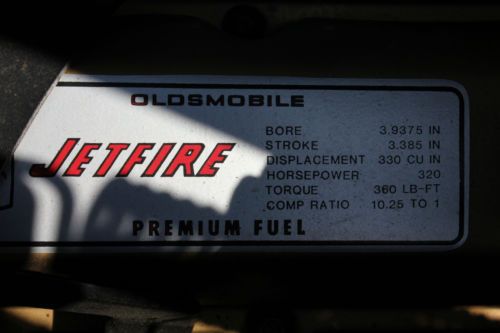 OLDSMOBILE
JETFIRE
BORE 3.9375 IN
STROKE 3.385 IN
DISPLACEMENT 330 CU IN
HORSEPOWER 320
TORQUE 360 LB-FT
COMP RATIO 10.25 TO 1
PREMIUM FUEL